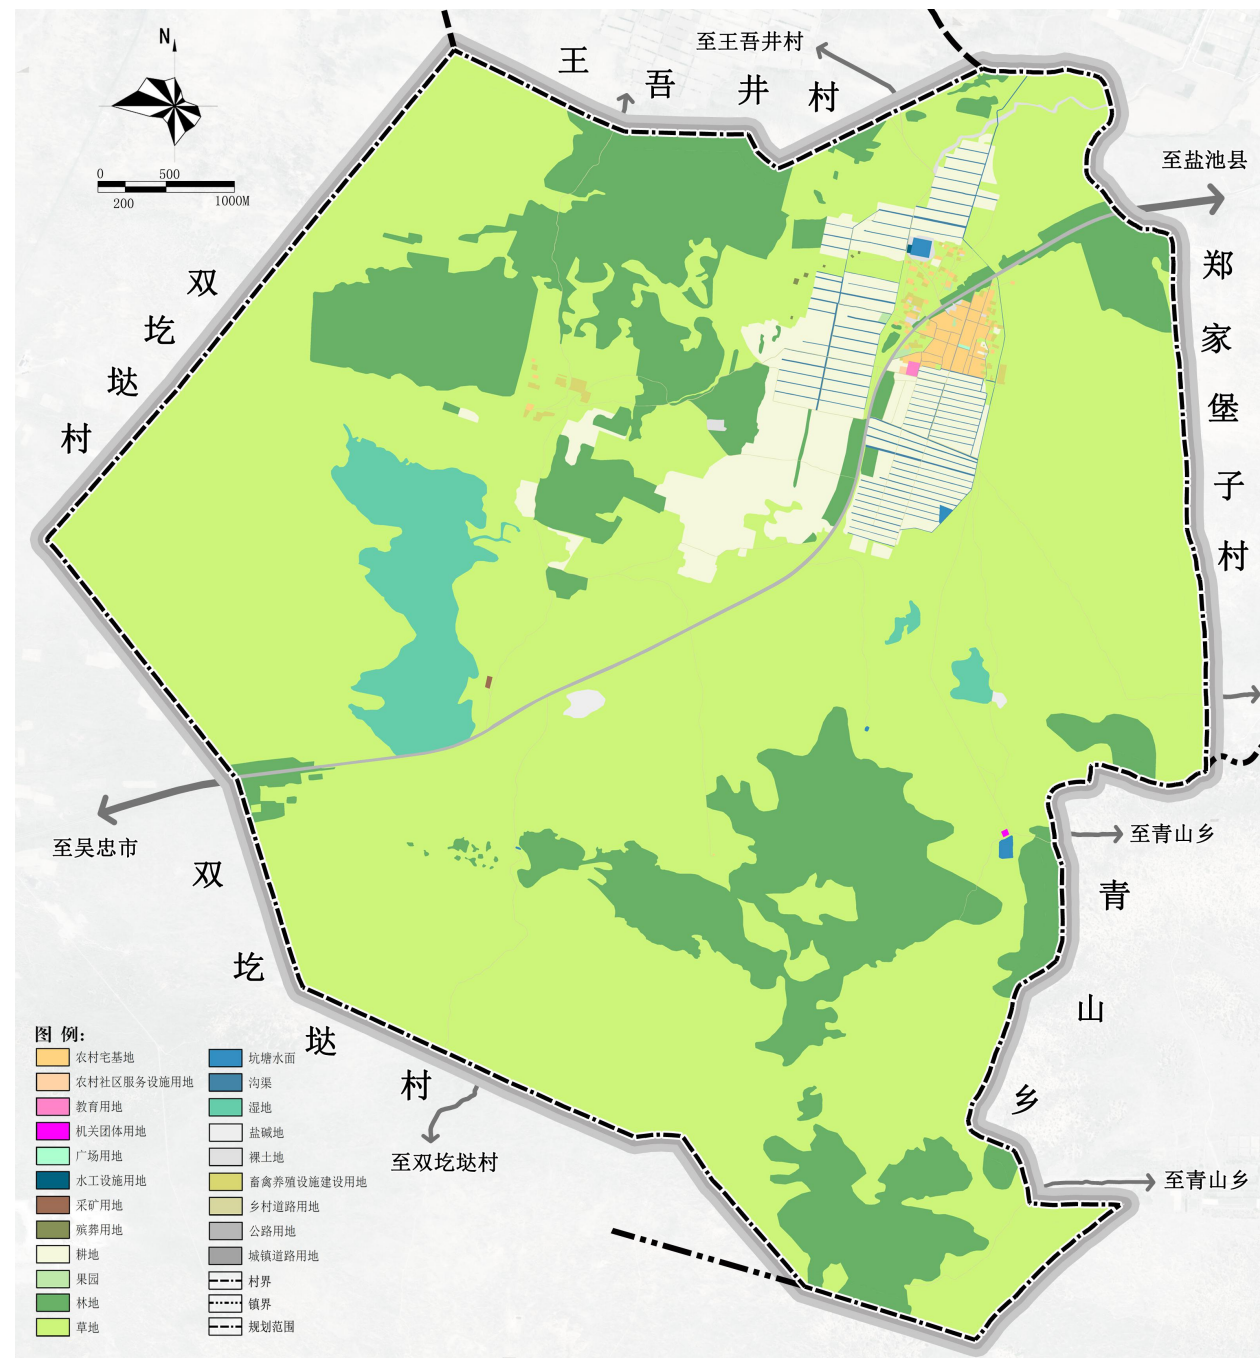 N
0 500
200 1000M
王吾井村
至王吾井村
至盐池县
双圪垯村
郑家堡子村
至吴忠市
至青山乡
双圪垯村
青山乡
至双圪垯村
至青山乡
图 例:
农村宅基地
农村社区服务设施用地
教育用地
机关团体用地
广场用地
水工设施用地
采矿用地
殡葬用地
耕地
果园
林地
草地
坑塘水面
沟渠
湿地
盐碱地
裸土地
畜禽养殖设施建设用地
乡村道路用地
公路用地
城镇道路用地
村界
镇界
规划范围